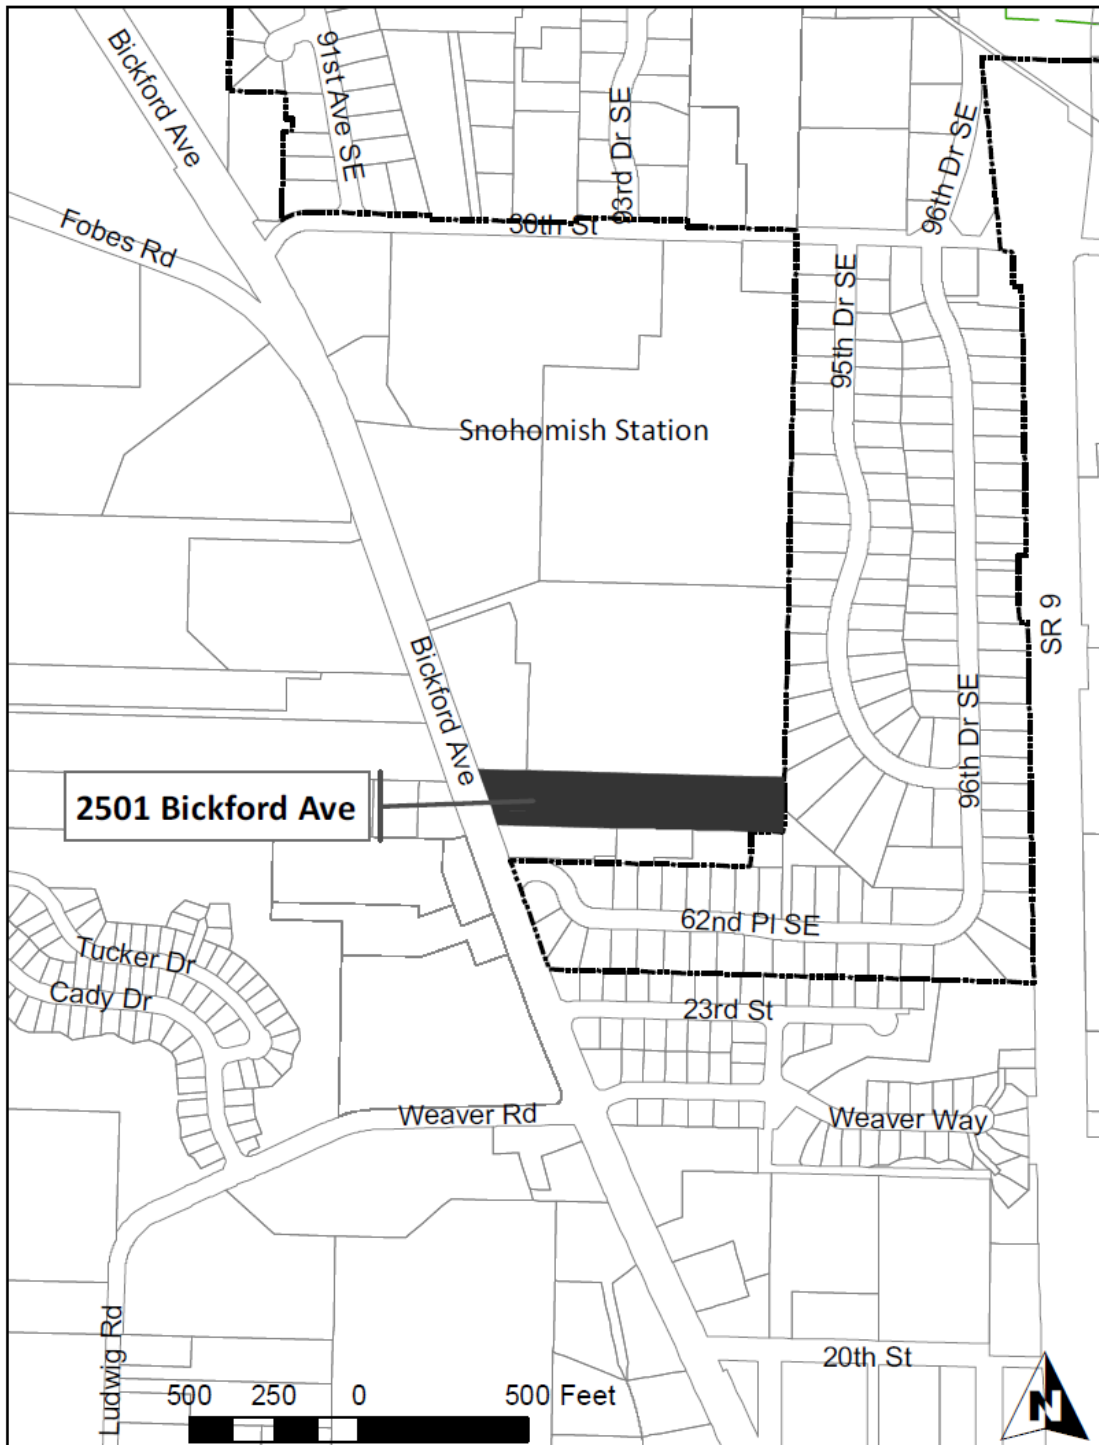 Bickford Ave
91st Ave SE
93rd Dr SE
96th Dr SE
Fobes Rd
30th St
95th Dr SE
Snohomish Station
SR 9
Bickford Ave
96th Dr SE
2501 Bickford Ave
62nd Pl SE
Tucker Dr
Cady Dr
23rd St
Weaver Rd
Weaver Way
Ludwig Rd
20th St
500 250 0 500 Feet
N